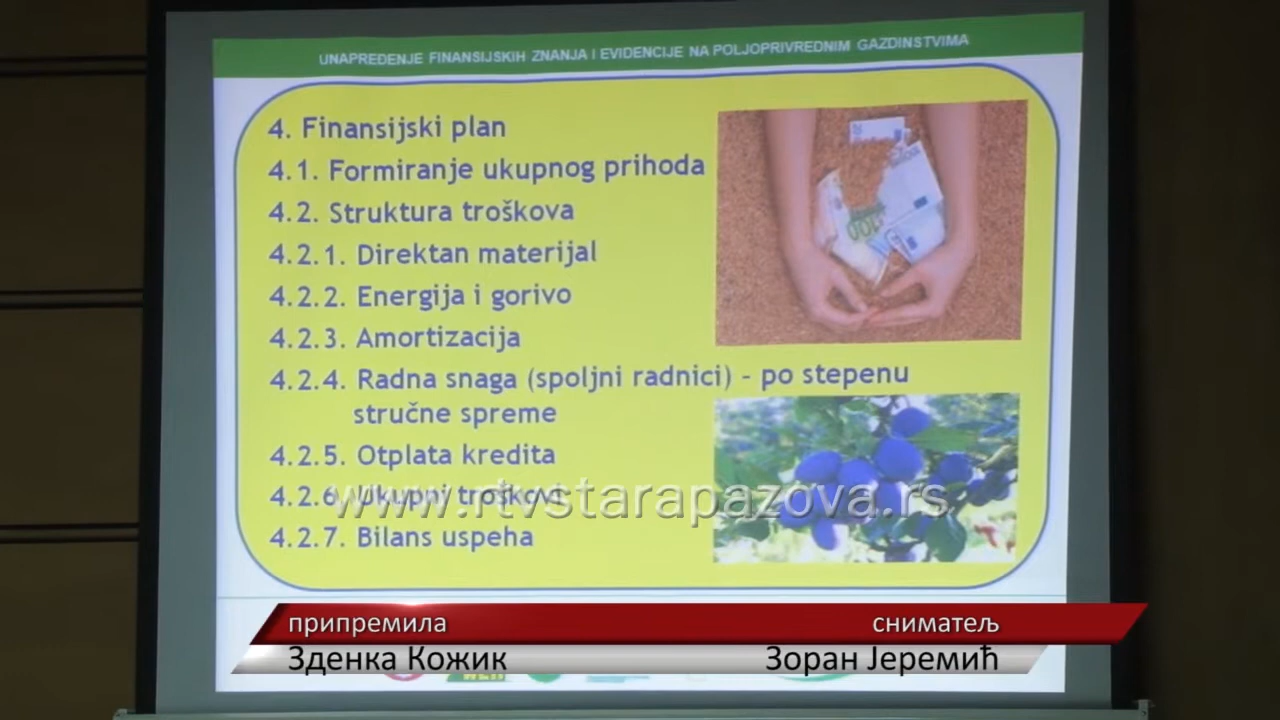 UNAPREĐENJE FINANSIJSKIH ZNANJA I EVIDENCIJE NA POLJOPRIVREDNIM GAZDINSTVIMA
4. Finansijski plan
4.1. Formiranje ukupnog prihoda
4.2. Struktura troškova
4.2.1. Direktan materijal
4.2.2. Energija i gorivo
4.2.3. Amortizacija
4.2.4. Radna snaga (spoljni radnici) – po stepenu
stručne spreme
4.2.5. Otplata kredita
4.2.6. Ukupni troškovi
www.rtvstarapazova.rs
4.2.7. Bilans uspeha
припремила
сниматељ
Зденка Кожик
Зоран Јеремић
100